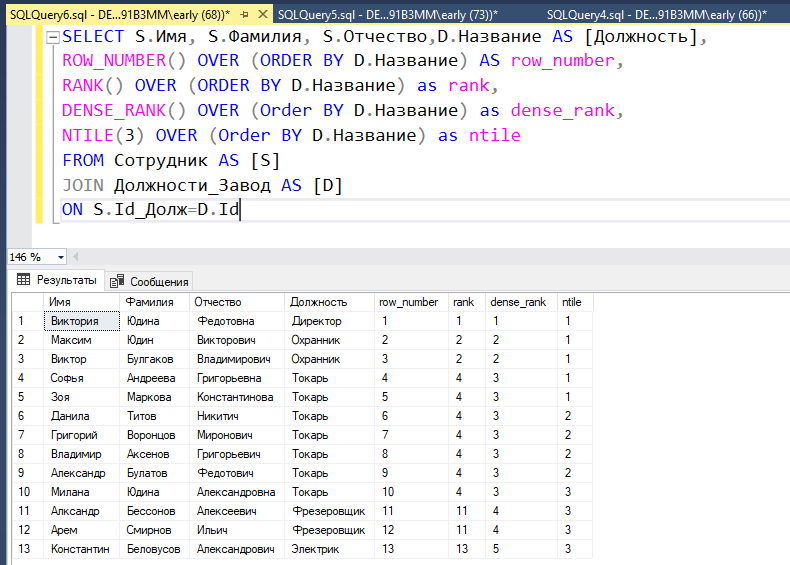 SQLQuery6.sql - DE...91B3MM\early (68))* SQLQuery5.sql - DE...91B3MM\early (73))* SQLQuery4.sql - DE...91B3MM\early (66))*
SELECT S.Имя, S.Фамилия, S.Отчество,D.Название AS [Должность],
ROW_NUMBER() OVER (ORDER BY D.Название) AS row_number,
RANK() OVER (ORDER BY D.Название) as rank,
DENSE_RANK() OVER (Order BY D.Название) as dense_rank,
NTILE(3) OVER (Order BY D.Название) as ntile
FROM Сотрудник AS [S]
JOIN Должности_Завод AS [D]
ON S.Id_Долж=D.Id
146 %
Результаты Сообщения
Имя Фамилия Отчество Должность row_number rank dense_rank ntile
1 Виктория Юдина Федотовна Директор 1 1 1 1
2 Максим Юдин Викторович Охранник 2 2 2 1
3 Виктор Булгаков Владимирович Охранник 3 2 2 1
4 Софья Андреева Григорьевна Токарь 4 4 3 1
5 Зоя Маркова Константинова Токарь 5 4 3 1
6 Данила Титов Никитич Токарь 6 4 3 2
7 Григорий Воронцов Миронович Токарь 7 4 3 2
8 Владимир Аксенов Григорьевич Токарь 8 4 3 2
9 Александр Булатов Федотович Токарь 9 4 3 2
10 Милана Юдина Александровна Токарь 10 4 3 3
11 Алксандр Бессонов Алексеевич Фрезеровщик 11 11 4 3
12 Арем Смирнов Ильич Фрезеровщик 12 11 4 3
13 Константин Беловусов Александрович Электрик 13 13 5 3